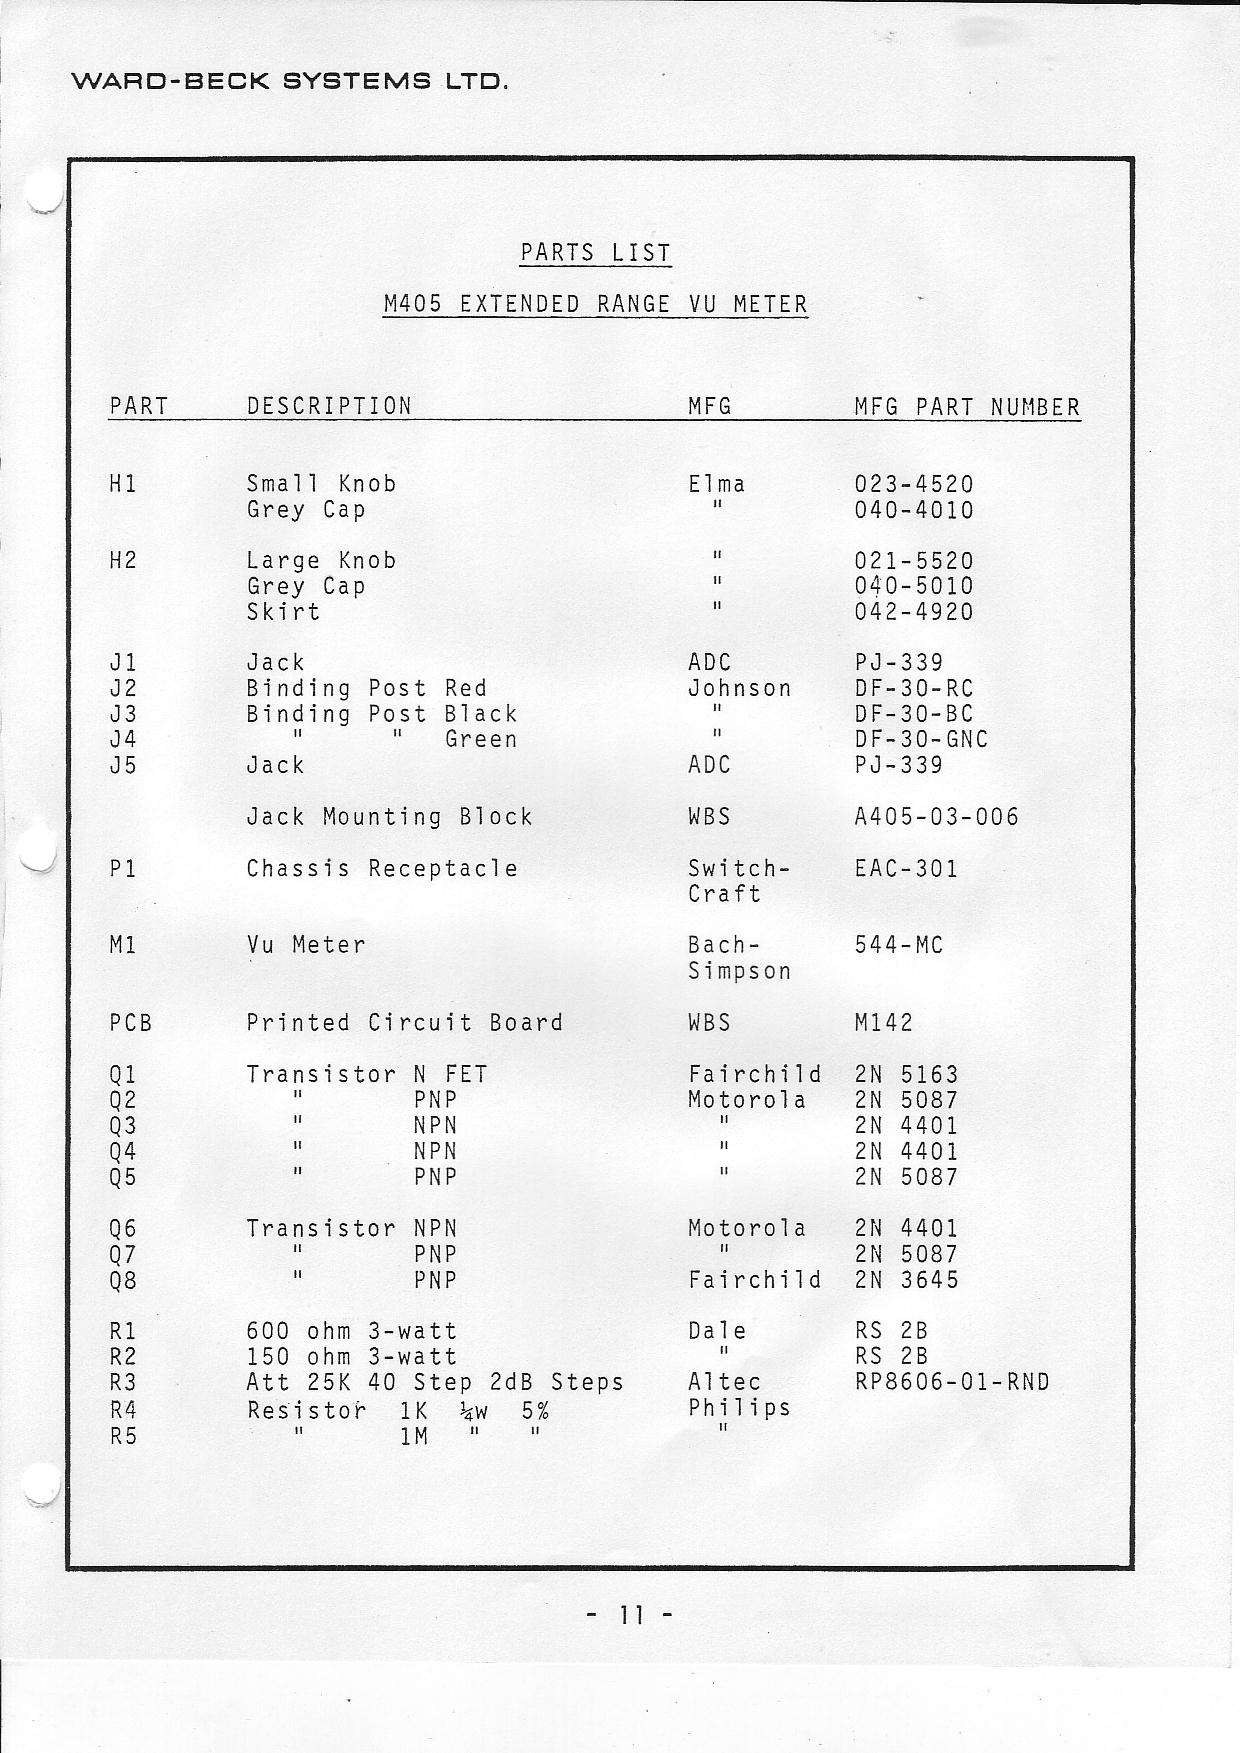 WARD-BECK SYSTEMS LTD.
PARTS LIST
M405 EXTENDED RANGE VU METER
PART DESCRIPTION MFG MFG PART NUMBER
H1 Small Knob Elma 023-4520
Grey Cap " 040-4010
H2 Large Knob " 021-5520
Grey Cap " 040-5010
Skirt " 042-4920
J1 Jack ADC PJ-339
J2 Binding Post Red Johnson DF-30-RC
J3 Binding Post Black " DF-30-BC
J4 " " Green " DF-30-GNC
J5 Jack ADC PJ-339
Jack Mounting Block WBS A405-03-006
P1 Chassis Receptacle Switch- EAC-301
Craft
M1 Vu Meter Bach- 544-MC
Simpson
PCB Printed Circuit Board WBS M142
Q1 Transistor N FET Fairchild 2N 5163
Q2 " PNP Motorola 2N 5087
Q3 " NPN " 2N 4401
Q4 " NPN " 2N 4401
Q5 " PNP " 2N 5087
Q6 Transistor NPN Motorola 2N 4401
Q7 " PNP " 2N 5087
Q8 " PNP Fairchild 2N 3645
R1 600 ohm 3-watt Dale RS 2B
R2 150 ohm 3-watt " RS 2B
R3 Att 25K 40 Step 2dB Steps Altec RP8606-01-RND
R4 Resistor 1K ¼w 5% Philips
R5 " 1M " " "
- 11 -